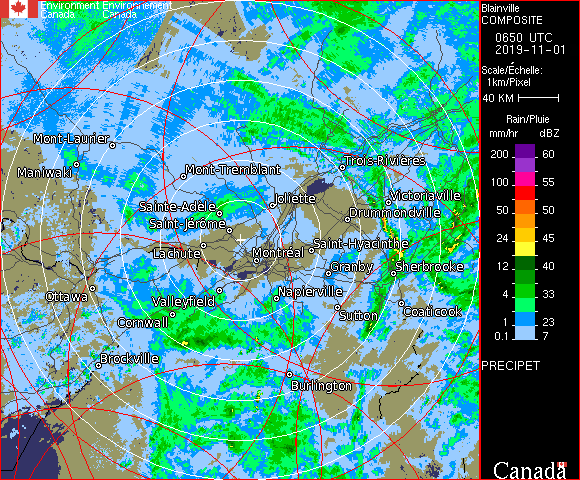 Environment Environnement
Canada Canada
Blainville
COMPOSITE
0650 UTC
2019-11-01
Scale/Échelle:
1km/Pixel
40 KM
Rain/Pluie
mm/hr dBZ
200 60
100 55
50 50
24 45
12 40
4 33
1 23
0.1 7
PRECIPET
Canada
Mont-Laurier
Maniwaki
Mont-Tremblant
Trois-Rivières
Sainte-Adèle
Joliette
Victoriaville
Saint-Jérôme
Drummondville
Lachute
Montréal
Saint-Hyacinthe
Granby
Sherbrooke
Ottawa
Valleyfield
Napierville
Cornwall
Sutton
Coaticook
Brockville
Burlington